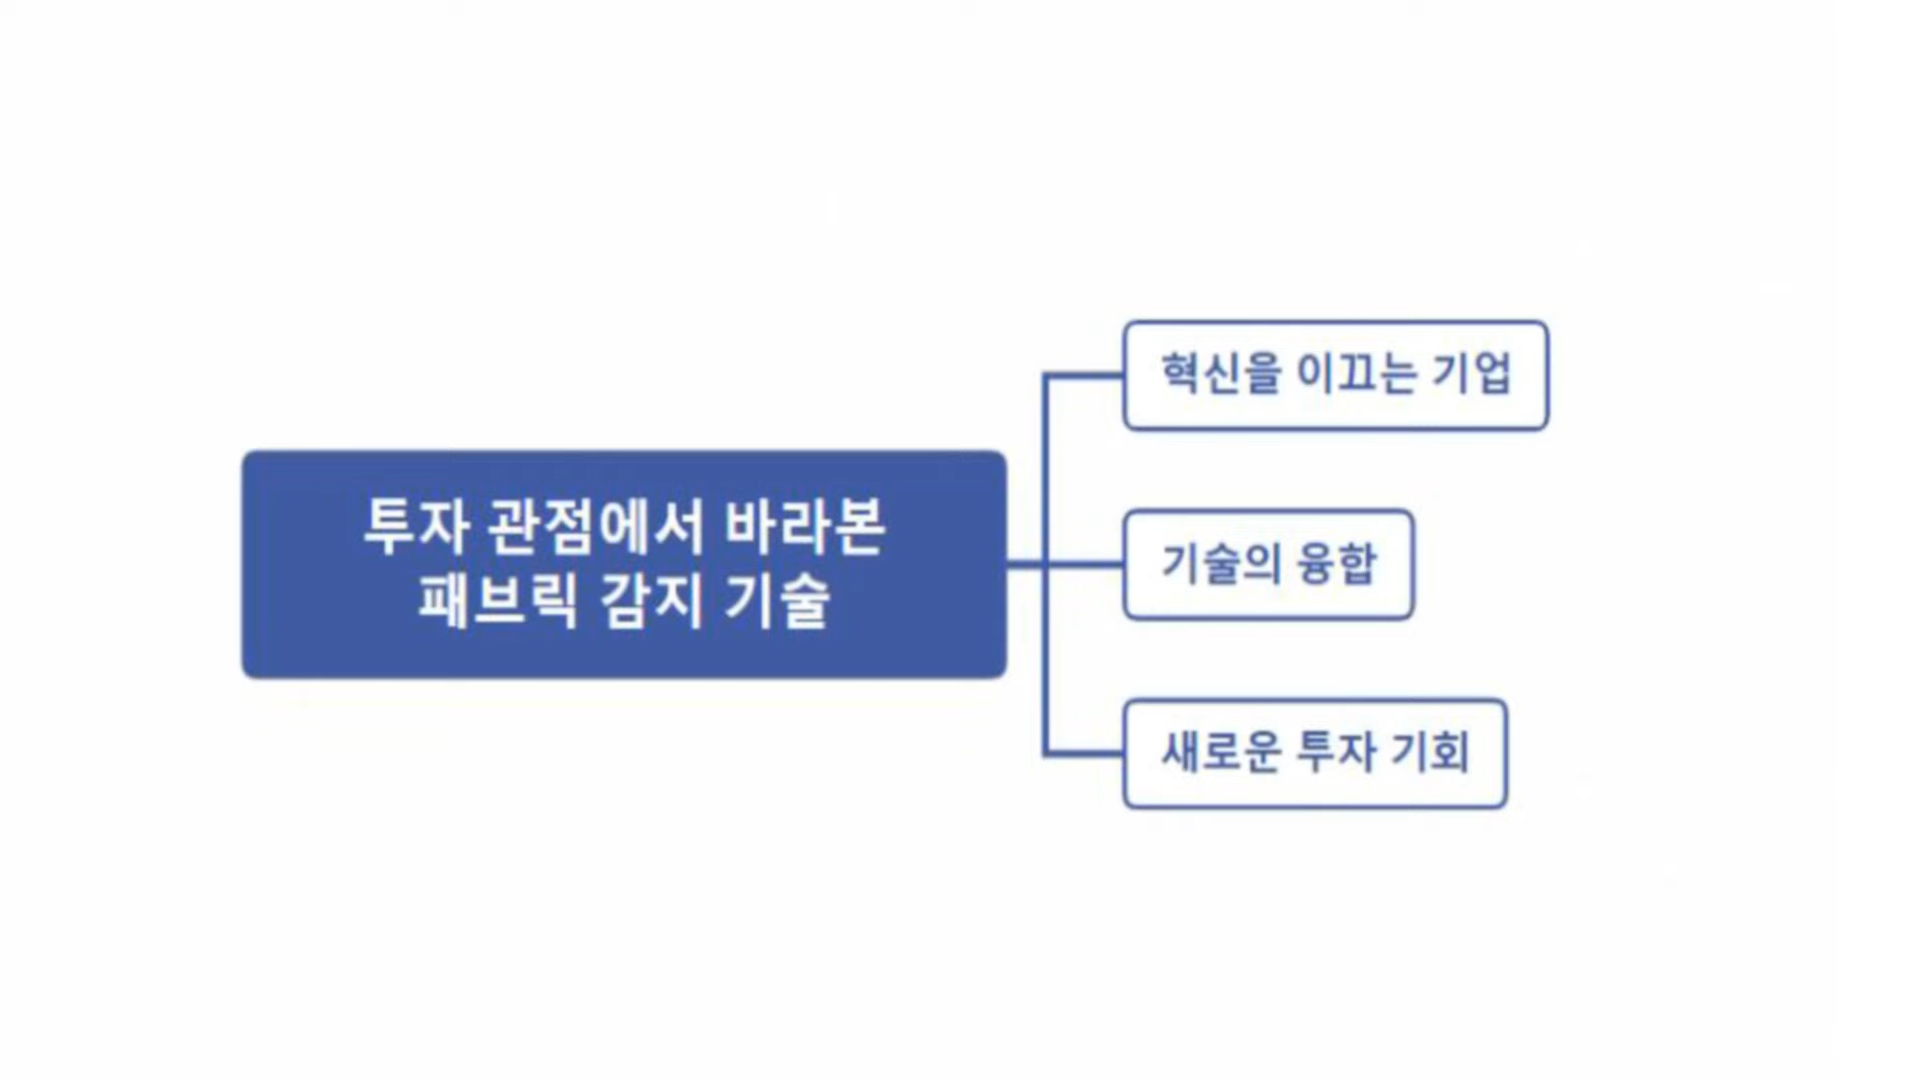 투자 관점에서 바라본
패브릭 감지 기술
혁신을 이끄는 기업
기술의 융합
새로운 투자 기회